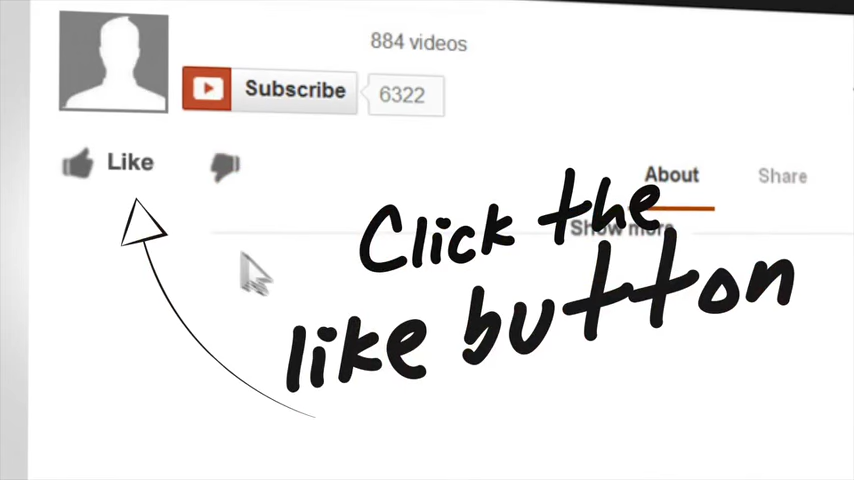 884 videos
Subscribe 6322
Like
About Share
Show more
Click the
like button